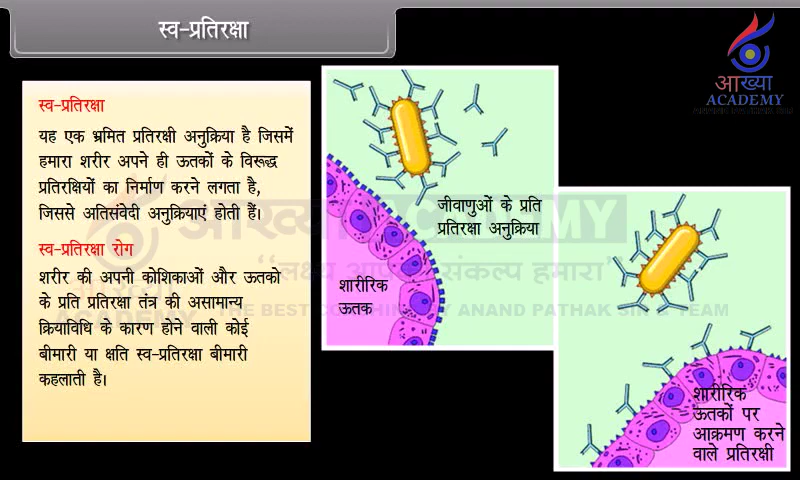 स्व-प्रतिरक्षा
आख्या
ACADEMY
स्व-प्रतिरक्षा
यह एक भ्रमित प्रतिरक्षी अनुक्रिया है जिसमें
हमारा शरीर अपने ही ऊतकों के विरूद्ध
प्रतिरक्षियों का निर्माण करने लगता है,
जिससे अतिसंवेदी अनुक्रियाएं होती हैं।
स्व-प्रतिरक्षा रोग
शरीर की अपनी कोशिकाओं और ऊतको
के प्रति प्रतिरक्षा तंत्र की असामान्य
क्रियाविधि के कारण होने वाली कोई
बीमारी या क्षति स्व-प्रतिरक्षा बीमारी
कहलाती है।
जीवाणुओं के प्रति
प्रतिरक्षा अनुक्रिया
शारीरिक
ऊतक
शारीरिक
ऊतकों पर
आक्रमण करने
वाले प्रतिरक्षी
आख्या ACADEMY